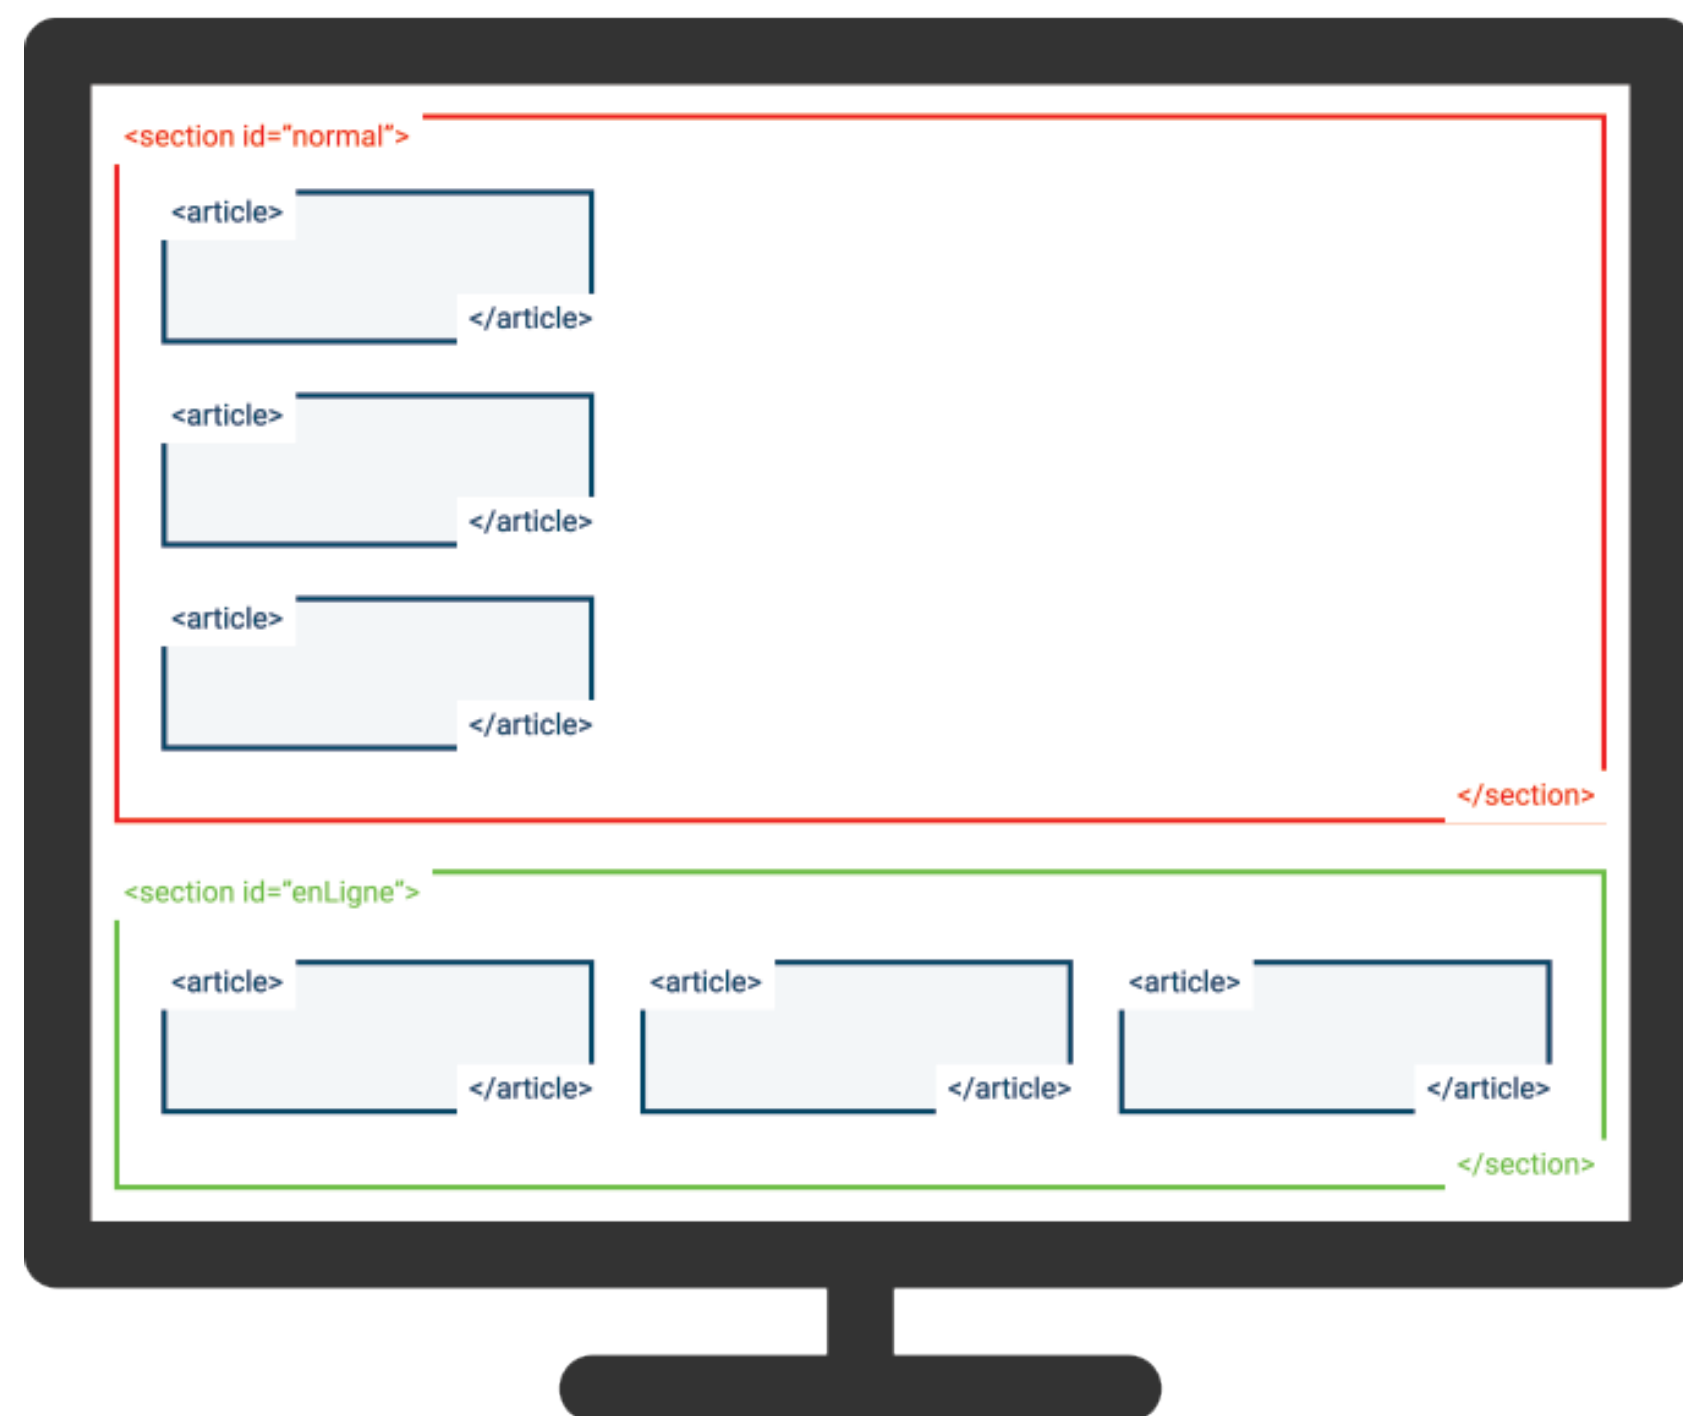 <section id="normal">
<article>
</article>
<article>
</article>
<article>
</article>
</section>
<section id="enLigne">
<article> <article> <article>
</article> </article> </article>
</section>